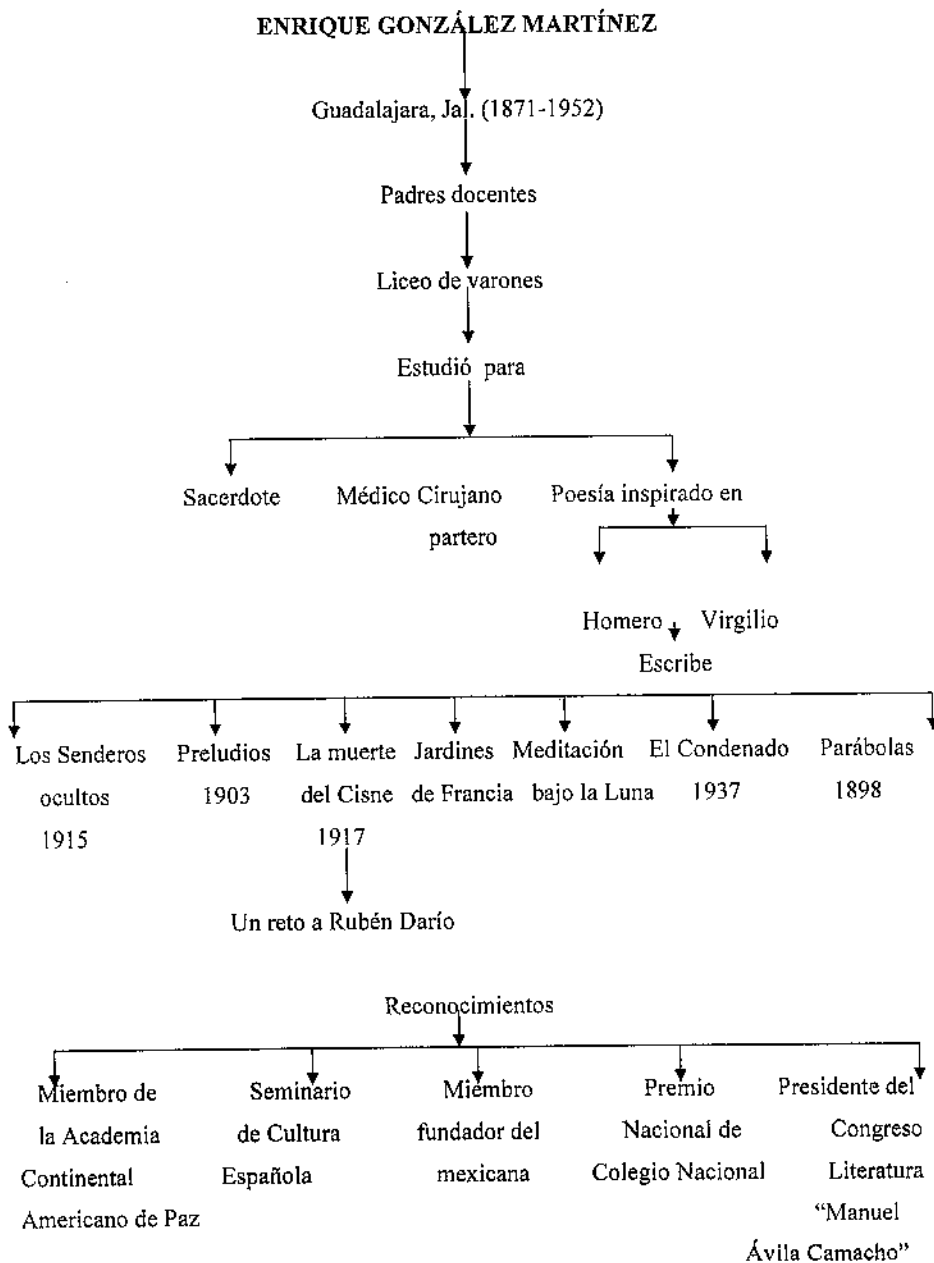 ENRIQUE GONZÁLEZ MARTÍNEZ
Guadalajara, Jal. (1871-1952)
Padres docentes
Liceo de varones
Estudió para
Sacerdote Médico Cirujano Poesía inspirado en
partero
Homero Virgilio
Escribe
Los Senderos Preludios La muerte Jardines Meditación El Condenado Parábolas
ocultos 1903 del Cisne de Francia bajo la Luna 1937 1898
1915 1917
Un reto a Rubén Darío
Reconocimientos
Miembro de Seminario Miembro Premio Presidente del
la Academia de Cultura fundador del Nacional de Congreso
Continental Española mexicana Colegio Nacional Literatura
Americano de Paz “Manuel
Ávila Camacho”